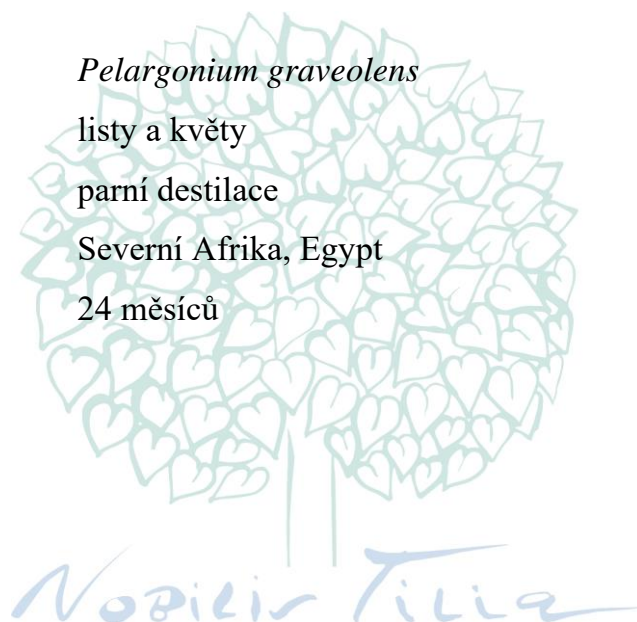 Pelargonium graveolens
listy a květy
parní destilace
Severní Afrika, Egypt
24 měsíců
Nobilis Tilia